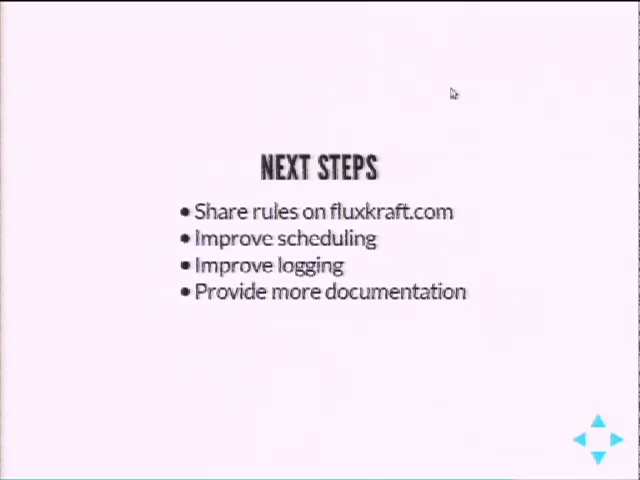 NEXT STEPS
• Share rules on fluxkraft.com
• Improve scheduling
• Improve logging
• Provide more documentation